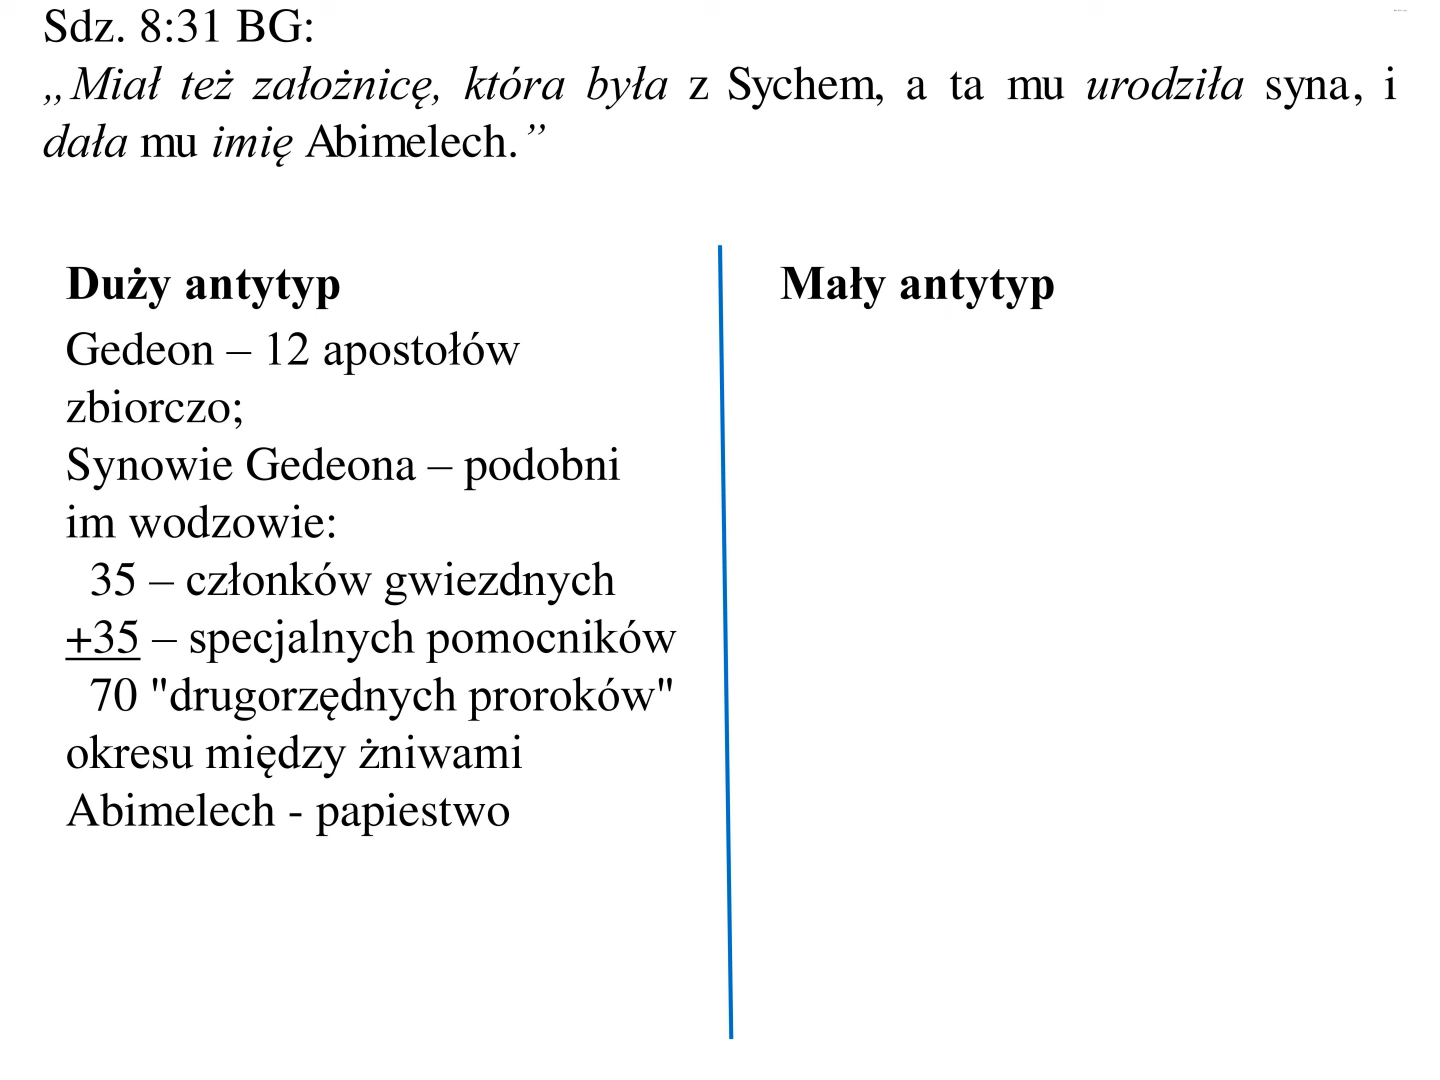 Sdz. 8:31 BG:
„Miał też założnicę, która była z Sychem, a ta mu urodziła syna, i
dała mu imię Abimelech.”
Duży antytyp
Gedeon – 12 apostołów
zbiorczo;
Synowie Gedeona – podobni
im wodzowie:
35 – członków gwiezdnych
+35 – specjalnych pomocników
70 "drugorzędnych proroków"
okresu między żniwami
Abimelech - papiestwo
Mały antytyp